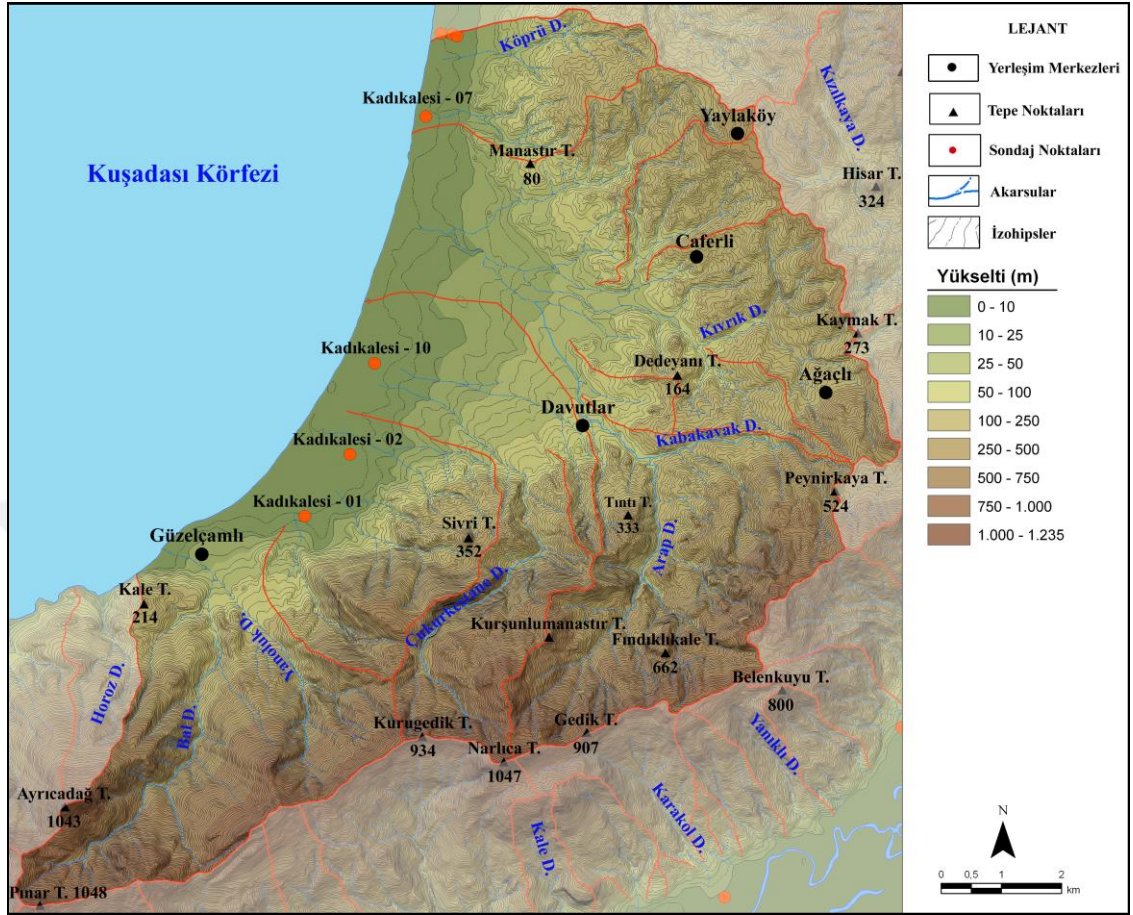 Köprü D.
Kadıkalesi - 07
Kızılkaya D.
Yaylaköy
Manastır T.
80
Kuşadası Körfezi
Hisar T.
324
Caferli
Kıvrık D.
Kaymak T.
273
Kadıkalesi - 10
Dedeyanı T.
164
Ağaçlı
Davutlar
Kadıkalesi - 02
Kabakavak D.
Peynirkaya T.
524
Kadıkalesi - 01
Tıntı T.
333
Sivri T.
352
Güzelçamlı
Arap D.
Kale T.
214
Çukurkestane D.
Yanoluk D.
Kurşunlumanastır T.
Fındıklıkale T.
662
Horoz D.
Bal D.
Belenkuyu T.
800
Kurugedik T.
934
Gedik T.
907
Narlıca T.
1047
Yanıklı D.
Karakol D.
Kale D.
Ayrıcadağ T.
1043
Pınar T. 1048
LEJANT
Yerleşim Merkezleri
Tepe Noktaları
Sondaj Noktaları
Akarsular
İzohipsler
Yükselti (m)
0 - 10
10 - 25
25 - 50
50 - 100
100 - 250
250 - 500
500 - 750
750 - 1.000
1.000 - 1.235
N
0 0,5 1 2
km